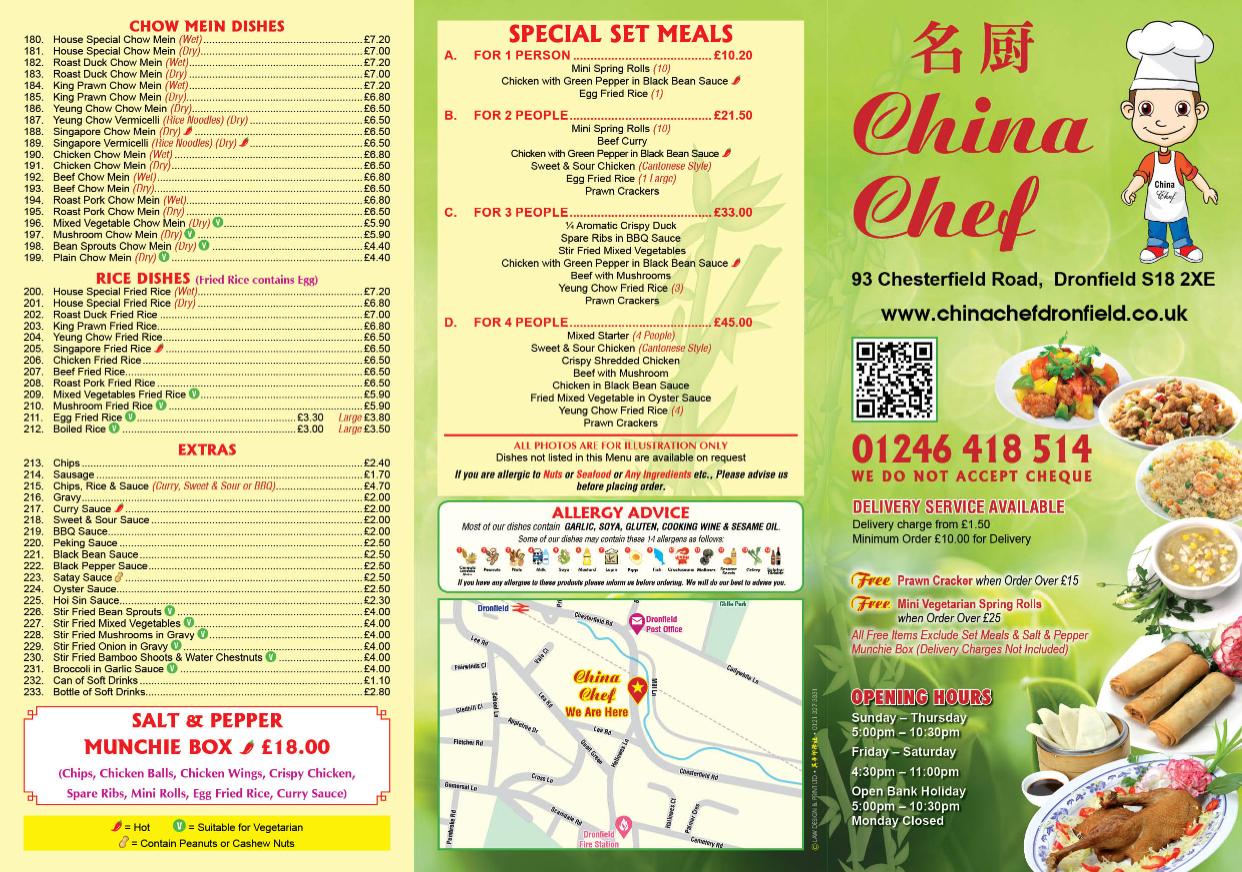 CHOW MEIN DISHES
180. House Special Chow Mein (Wet) £7.20
181. House Special Chow Mein (Dry) £7.00
182. Roast Duck Chow Mein (Wet) £7.20
183. Roast Duck Chow Mein (Dry) £7.00
184. King Prawn Chow Mein (Wet) £7.20
185. King Prawn Chow Mein (Dry) £6.80
186. Yeung Chow Chow Mein (Dry) £6.50
187. Yeung Chow Vermicelli (Rice Noodles) (Dry) £6.50
188. Singapore Chow Mein (Dry) £6.50
189. Singapore Vermicelli (Rice Noodles) (Dry) £6.50
190. Chicken Chow Mein (Wet) £6.80
191. Chicken Chow Mein (Dry) £6.50
192. Beef Chow Mein (Wet) £6.80
193. Beef Chow Mein (Dry) £6.50
194. Roast Pork Chow Mein (Wet) £6.80
195. Roast Pork Chow Mein (Dry) £6.50
196. Mixed Vegetable Chow Mein (Dry) V £5.90
197. Mushroom Chow Mein (Dry) V £5.90
198. Bean Sprouts Chow Mein (Dry) V £4.40
199. Plain Chow Mein (Dry) V £4.40
RICE DISHES (Fried Rice contains Egg)
200. House Special Fried Rice (Wet) £7.20
201. House Special Fried Rice (Dry) £6.80
202. Roast Duck Fried Rice £7.00
203. King Prawn Fried Rice £6.80
204. Yeung Chow Fried Rice £6.50
205. Singapore Fried Rice £6.50
206. Chicken Fried Rice £6.50
207. Beef Fried Rice £6.50
208. Roast Pork Fried Rice £6.50
209. Mixed Vegetables Fried Rice V £5.90
210. Mushroom Fried Rice V £5.90
211. Egg Fried Rice V £3.30 Large £3.80
212. Boiled Rice V £3.00 Large £3.50
EXTRAS
213. Chips £2.40
214. Sausage £1.70
215. Chips, Rice & Sauce (Curry, Sweet & Sour or BBQ) £4.70
216. Gravy £2.00
217. Curry Sauce £2.00
218. Sweet & Sour Sauce £2.00
219. BBQ Sauce £2.00
220. Peking Sauce £2.50
221. Black Bean Sauce £2.50
222. Black Pepper Sauce £2.50
223. Satay Sauce £2.50
224. Oyster Sauce £2.50
225. Hoi Sin Sauce £2.30
226. Stir Fried Bean Sprouts V £4.00
227. Stir Fried Mixed Vegetables V £4.00
228. Stir Fried Mushrooms in Gravy V £4.00
229. Stir Fried Onion in Gravy V £4.00
230. Stir Fried Bamboo Shoots & Water Chestnuts V £4.00
231. Broccoli in Garlic Sauce V £4.00
232. Can of Soft Drinks £1.10
233. Bottle of Soft Drinks £2.80
SALT & PEPPER
MUNCHIE BOX £18.00
(Chips, Chicken Balls, Chicken Wings, Crispy Chicken,
Spare Ribs, Mini Rolls, Egg Fried Rice, Curry Sauce)
= Hot V = Suitable for Vegetarian
= Contain Peanuts or Cashew Nuts
SPECIAL SET MEALS
A. FOR 1 PERSON £10.20
Mini Spring Rolls (10)
Chicken with Green Pepper in Black Bean Sauce
Egg Fried Rice (1)
B. FOR 2 PEOPLE £21.50
Mini Spring Rolls (10)
Beef Curry
Chicken with Green Pepper in Black Bean Sauce
Sweet & Sour Chicken (Cantonese Style)
Egg Fried Rice (1 Large)
Prawn Crackers
C. FOR 3 PEOPLE £33.00
¼ Aromatic Crispy Duck
Spare Ribs in BBQ Sauce
Stir Fried Mixed Vegetables
Chicken with Green Pepper in Black Bean Sauce
Beef with Mushrooms
Yeung Chow Fried Rice (3)
Prawn Crackers
D. FOR 4 PEOPLE £45.00
Mixed Starter (4 People)
Sweet & Sour Chicken (Cantonese Style)
Crispy Shredded Chicken
Beef with Mushroom
Chicken in Black Bean Sauce
Fried Mixed Vegetable in Oyster Sauce
Yeung Chow Fried Rice (4)
Prawn Crackers
ALL PHOTOS ARE FOR ILLUSTRATION ONLY
Dishes not listed in this Menu are available on request
If you are allergic to Nuts or Seafood or Any Ingredients etc., Please advise us
before placing order.
ALLERGY ADVICE
Most of our dishes contain GARLIC, SOYA, GLUTEN, COOKING WINE & SESAME OIL.
Some of our dishes may contain these 14 allergens as follows:
If you have any allergies to these products please inform us before ordering. We will do our best to advise you.
Dronfield
Chesterfield Rd
Dronfield
Post Office
Cliffe Park
Lea Rd
Fairwinds Cl
Vale Cl
Callywhite Ln
Mill Ln
School Ln
Lea Rd
China
Chef
We Are Here
Gledhill Cl
Appletree Dr
Lea Rd
Fletcher Rd
Quail Green
Hallowes Ln
Cross Ln
Chesterfield Rd
Gomersal Ln
Scarsdale Rd
Hallowes Ct
Pembroke Rd
Dronfield
Fire Station
Cemetery Rd
名厨
China
Chef
China
Chef
93 Chesterfield Road, Dronfield S18 2XE
www.chinachefdronfield.co.uk
01246 418 514
WE DO NOT ACCEPT CHEQUE
DELIVERY SERVICE AVAILABLE
Delivery charge from £1.50
Minimum Order £10.00 for Delivery
Free Prawn Cracker when Order Over £15
Free Mini Vegetarian Spring Rolls
when Order Over £25
All Free Items Exclude Set Meals & Salt & Pepper
Munchie Box (Delivery Charges Not Included)
OPENING HOURS
Sunday – Thursday
5:00pm – 10:30pm
Friday – Saturday
4:30pm – 11:00pm
Open Bank Holiday
5:00pm – 10:30pm
Monday Closed